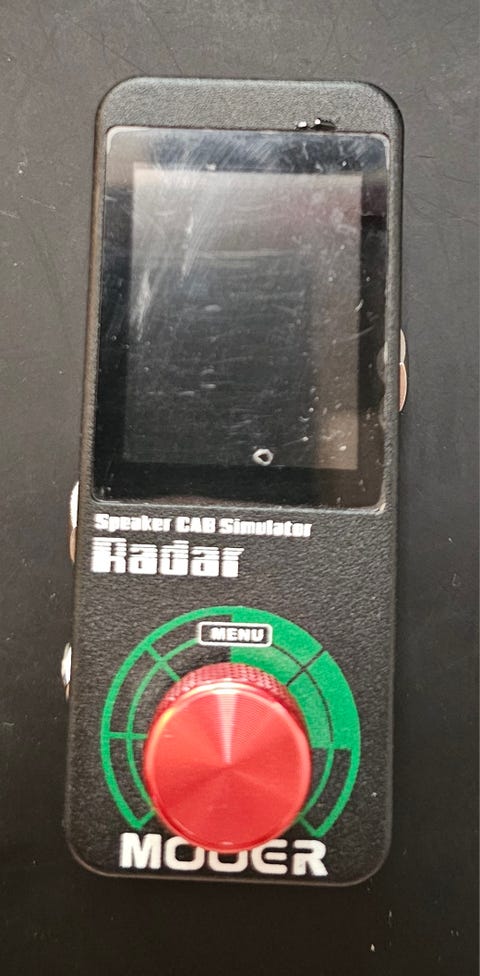 Speaker CAB Simulator
Radar
MENU
MOOER